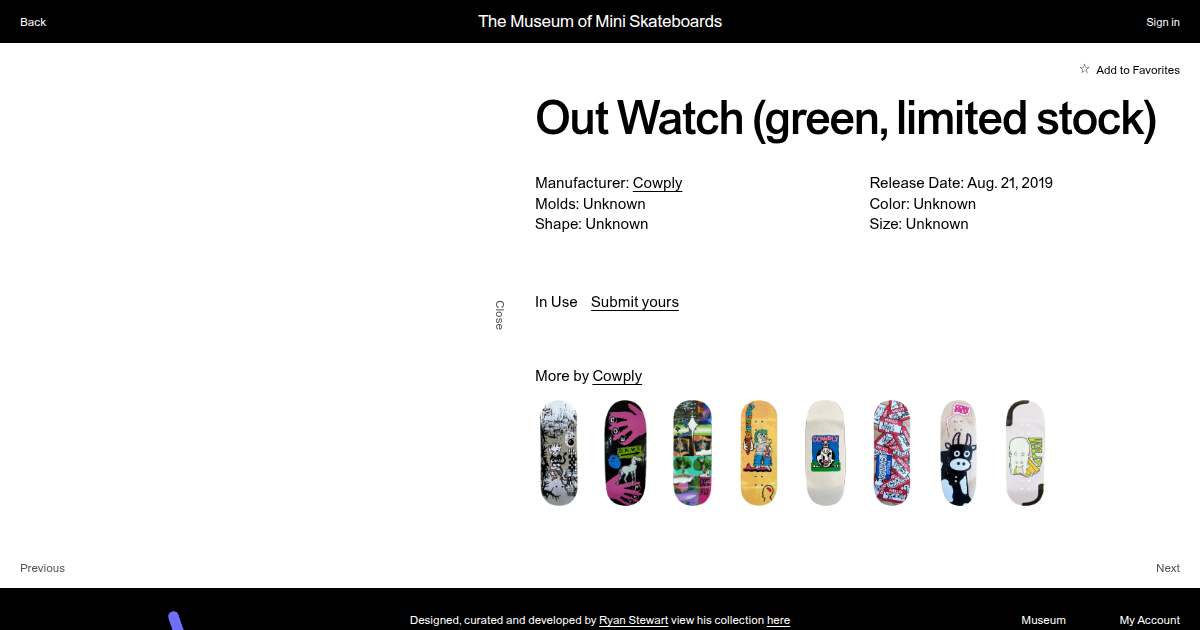 Back
The Museum of Mini Skateboards
Sign in
☆ Add to Favorites
Out Watch (green, limited stock)
Manufacturer: Cowply
Molds: Unknown
Shape: Unknown
Release Date: Aug. 21, 2019
Color: Unknown
Size: Unknown
Close
In Use Submit yours
More by Cowply
COWPLY
Previous
Next
Designed, curated and developed by Ryan Stewart view his collection here
Museum
My Account